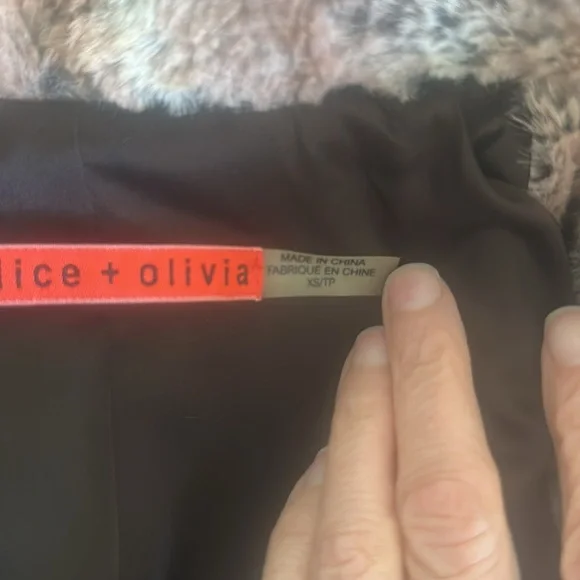 lice + olivia
MADE IN CHINA
FABRIQUÉ EN CHINE
XS/TP